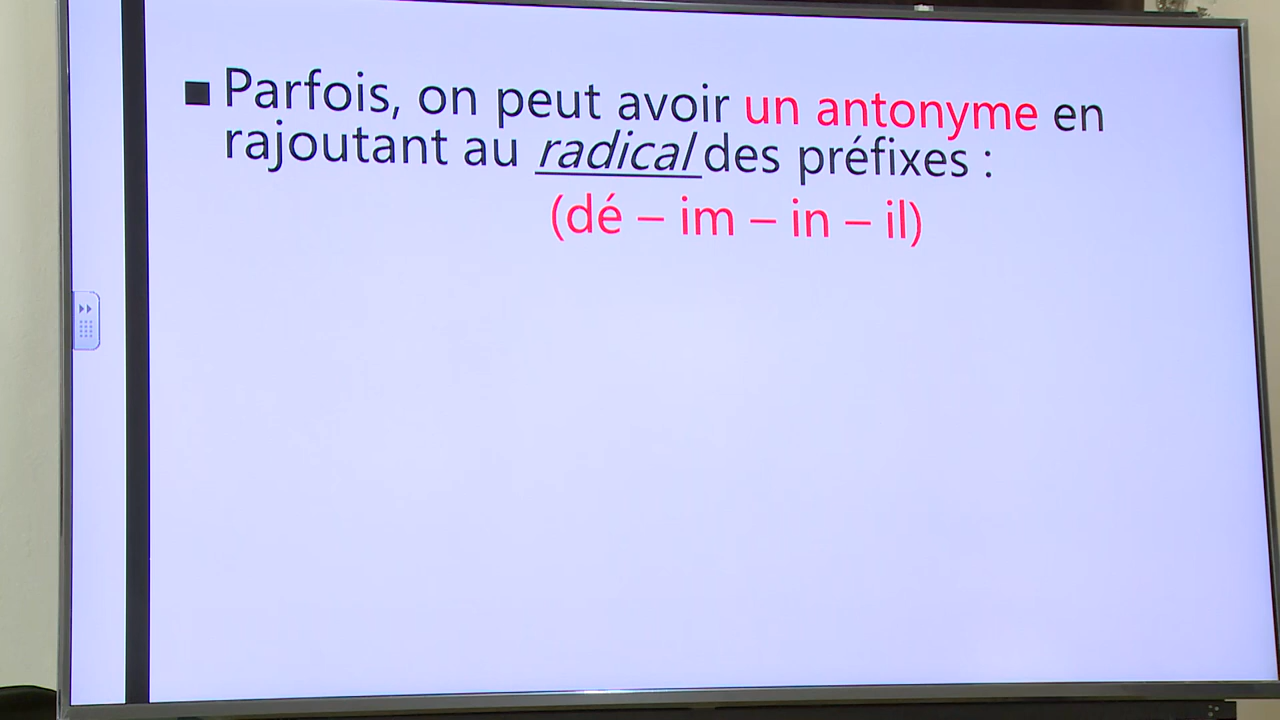 ■ Parfois, on peut avoir un antonyme en
rajoutant au radical des préfixes :
(dé – im – in – il)